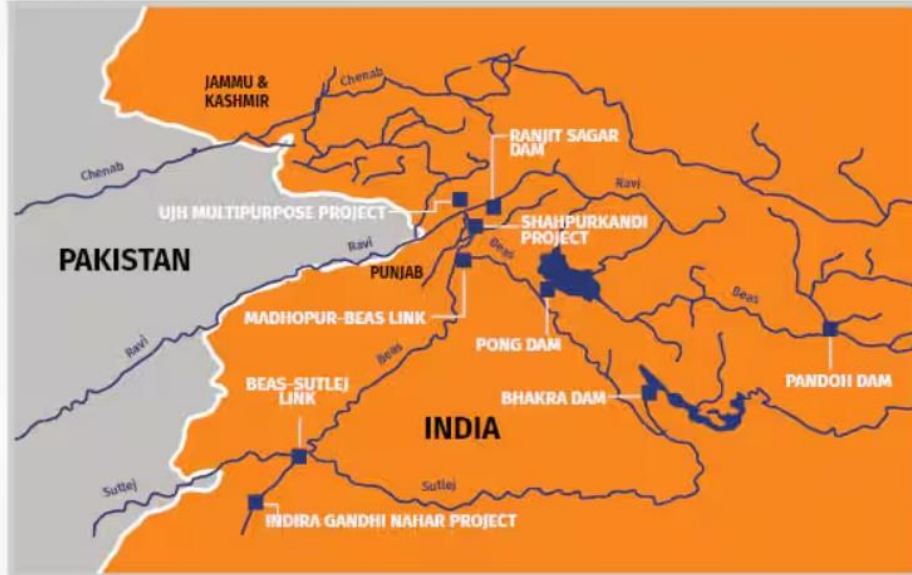 JAMMU &
KASHMIR
Chenab
RANJIT SAGAR
DAM
Chenab
Ravi
UJH MULTIPURPOSE PROJECT
SHAHPURKANDI
PROJECT
Ravi
Beas
PAKISTAN
PUNJAB
Beas
MADHOPUR-BEAS LINK
Ravi
PONG DAM
Beas
BEAS-SUTLEJ
LINK
PANDOH DAM
BHAKRA DAM
INDIA
Sutlej
Sutlej
INDIRA GANDHI NAHAR PROJECT